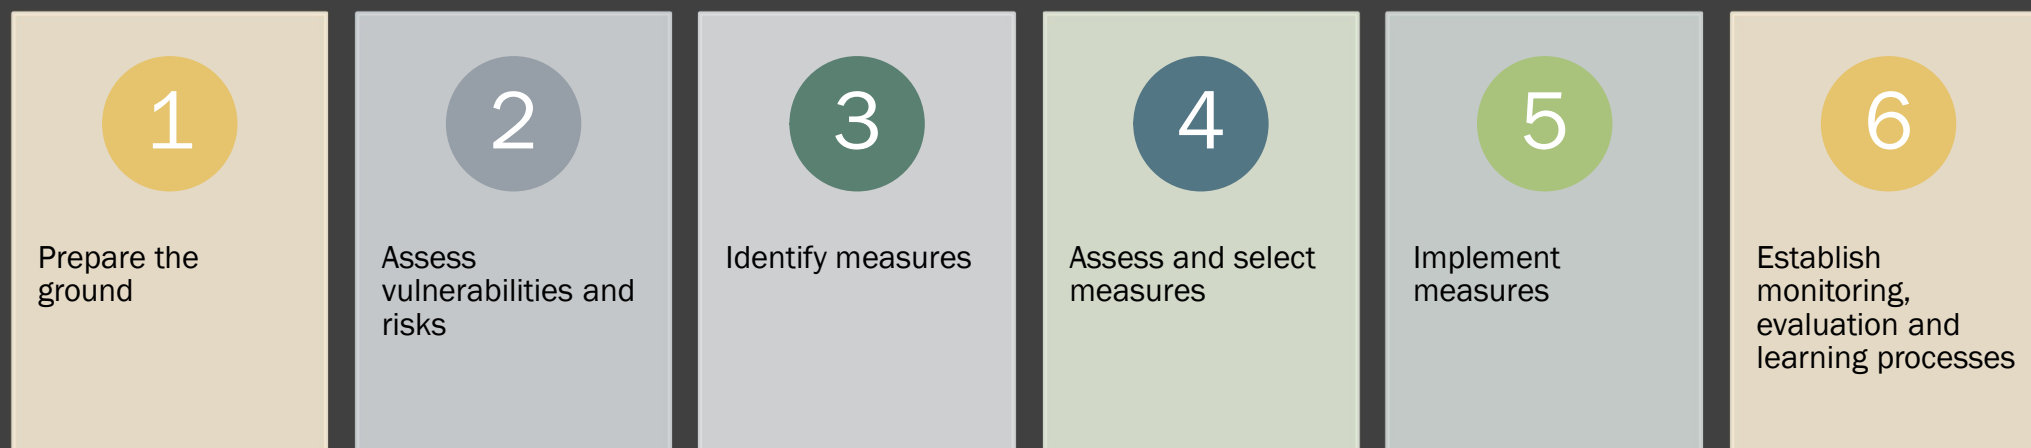 1
Prepare the
ground
2
Assess
vulnerabilities and
risks
3
Identify measures
4
Assess and select
measures
5
Implement
measures
6
Establish
monitoring,
evaluation and
learning processes